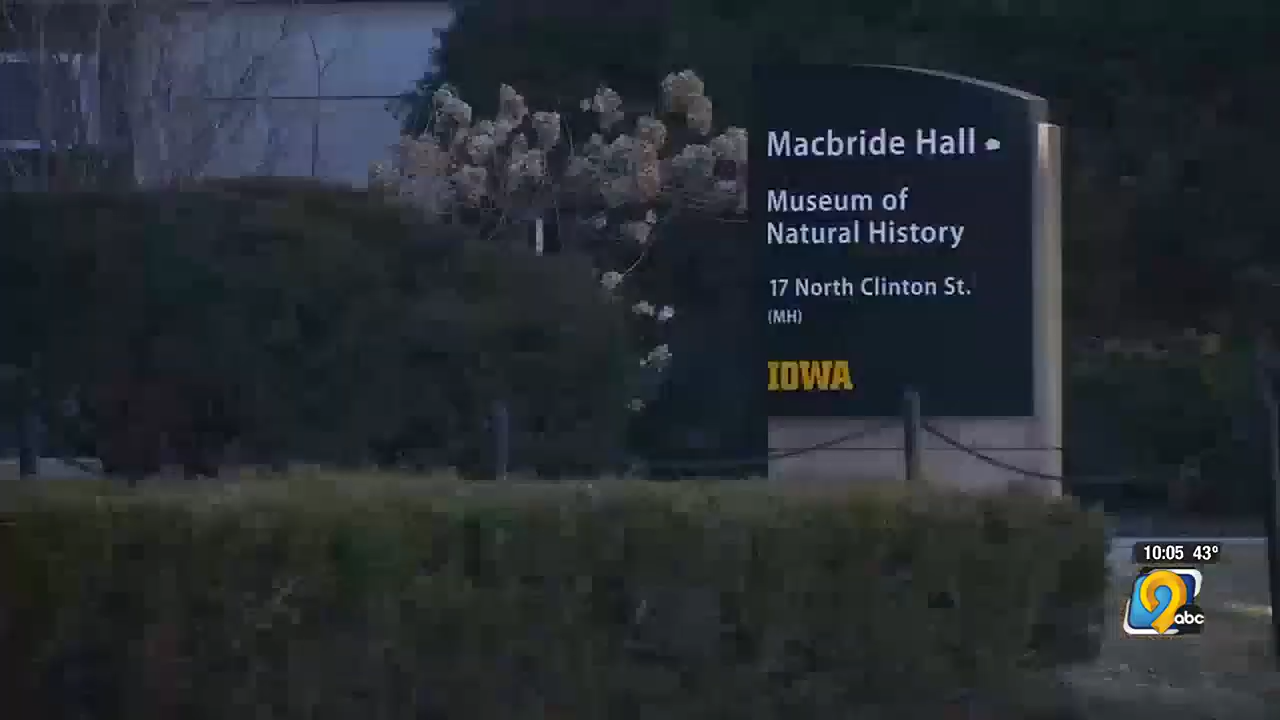 Macbride Hall
Museum of
Natural History
17 North Clinton St.
(MH)
IOWA
10:05 43°
9
abc